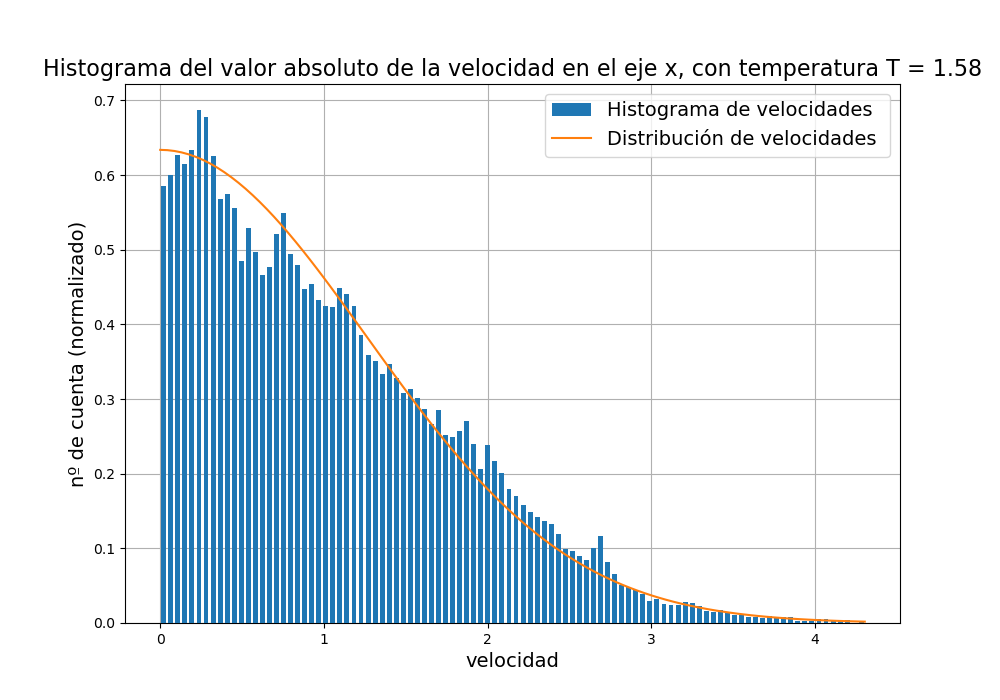 Histograma del valor absoluto de la velocidad en el eje x, con temperatura T = 1.58
Histograma de velocidades
Distribución de velocidades
nº de cuenta (normalizado)
0.7
0.6
0.5
0.4
0.3
0.2
0.1
0.0
0 1 2 3 4
velocidad